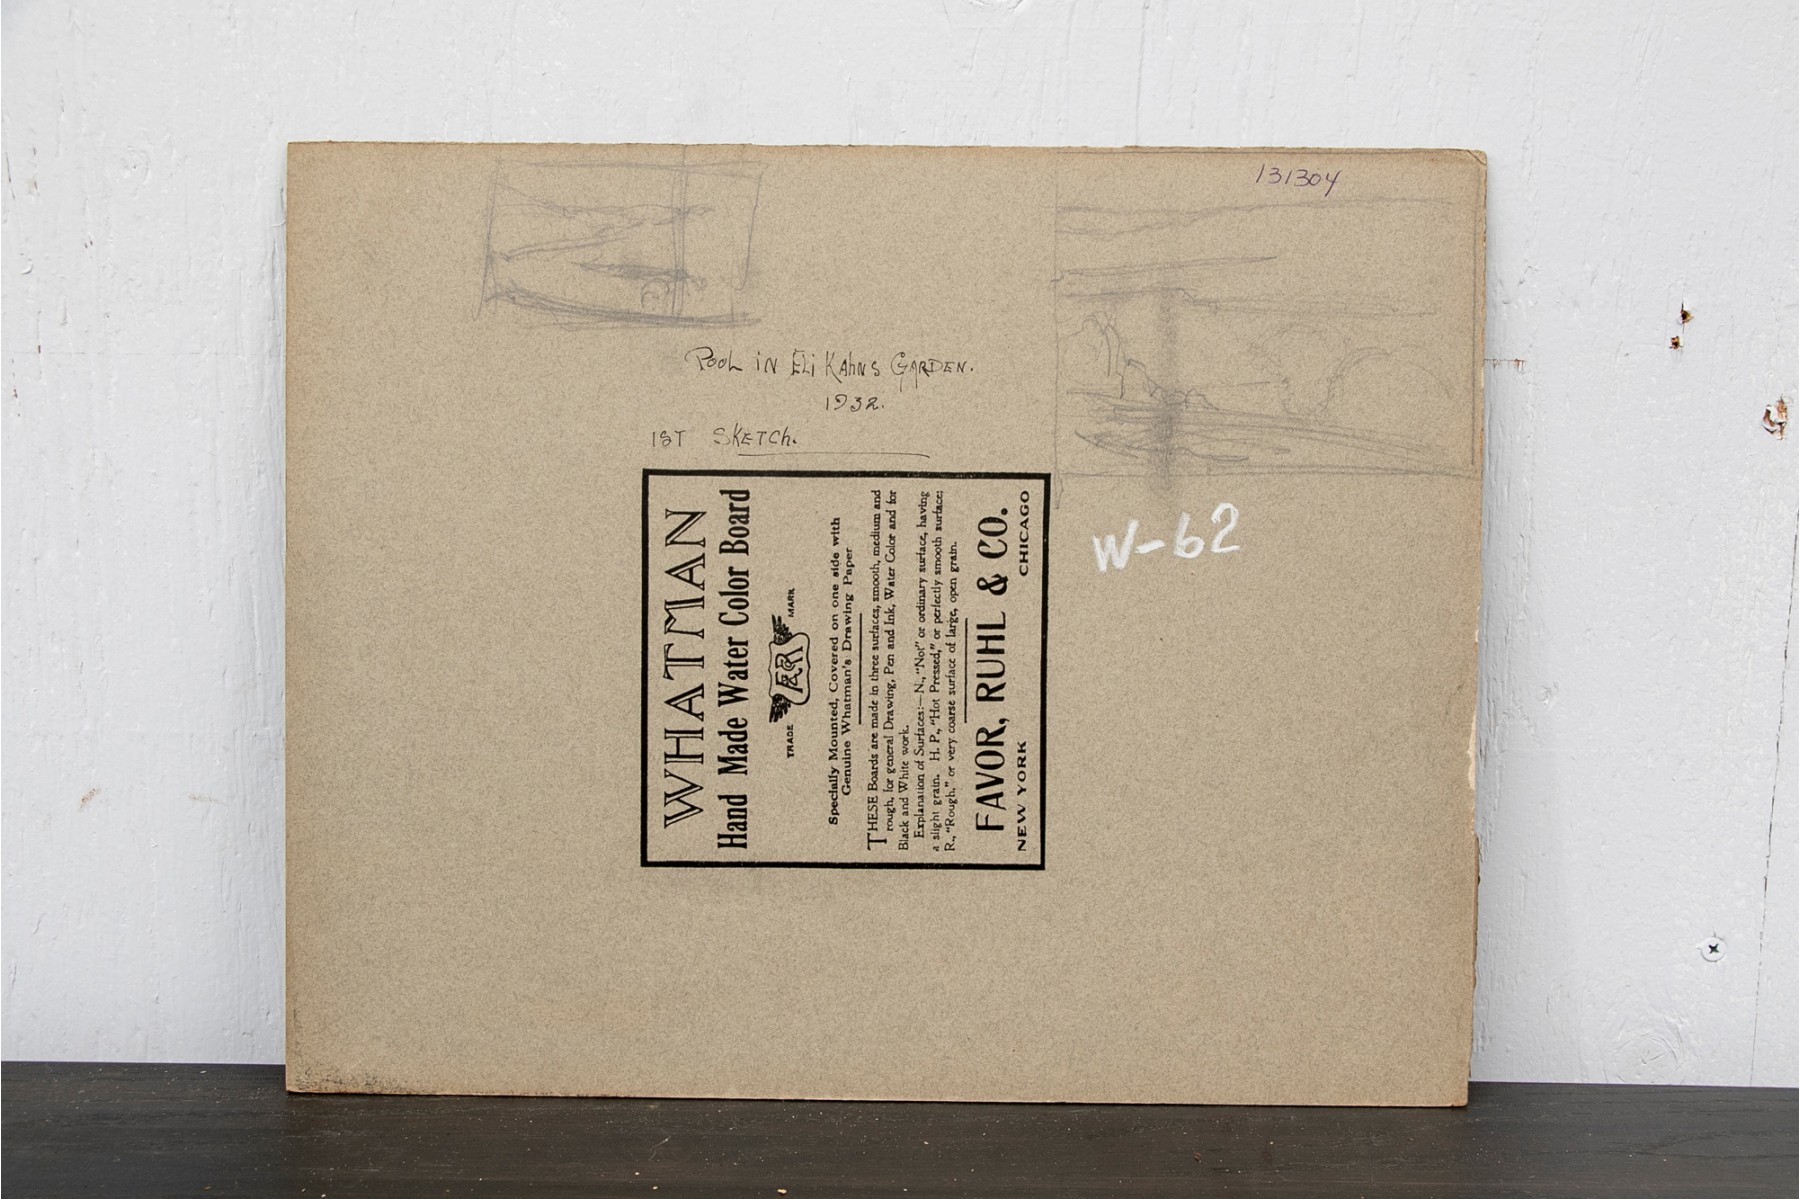 131304
Pool in Eli Kahns Garden.
1932.
1st Sketch.
W-62
WHATMAN
Hand Made Water Color Board
TRADE FR MARK
Specially Mounted, Covered on one side with
Genuine Whatman's Drawing Paper
THESE Boards are made in three surfaces, smooth, medium and
rough, for general Drawing, Pen and Ink, Water Color and for
Black and White work.
Explanation of Surfaces:—N., "Not" or ordinary surface, having
a slight grain. H. P., "Hot Pressed," or perfectly smooth surface;
R., "Rough," or very coarse surface of large, open grain.
FAVOR, RUHL & CO.
NEW YORK CHICAGO